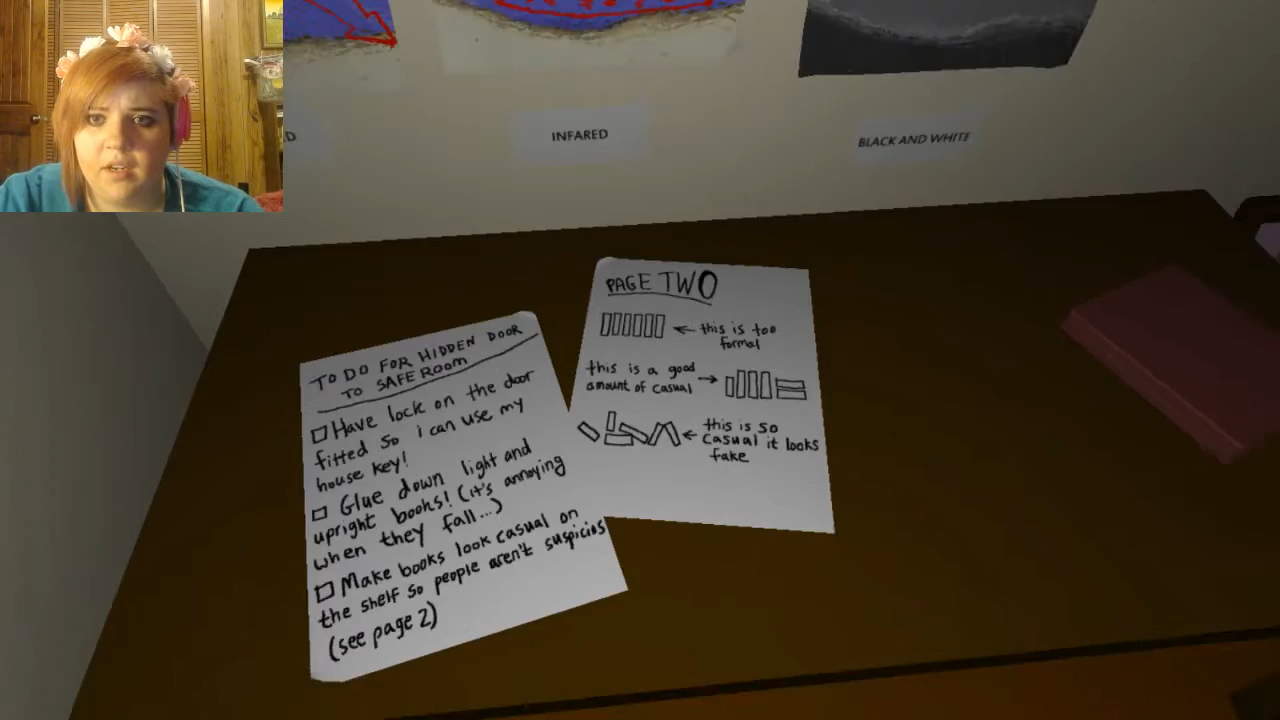 D
INFARED
BLACK AND WHITE
TO DO FOR HIDDEN DOOR
TO SAFE ROOM
Have lock on the door
fitted so i can use my
house key!
Glue down light and
upright books! (it's annoying
when they fall...)
Make books look casual on
the shelf so people aren't suspicios
(see page 2)
PAGE TWO
this is too
formal
this is a good
amount of casual
this is so
casual it looks
fake